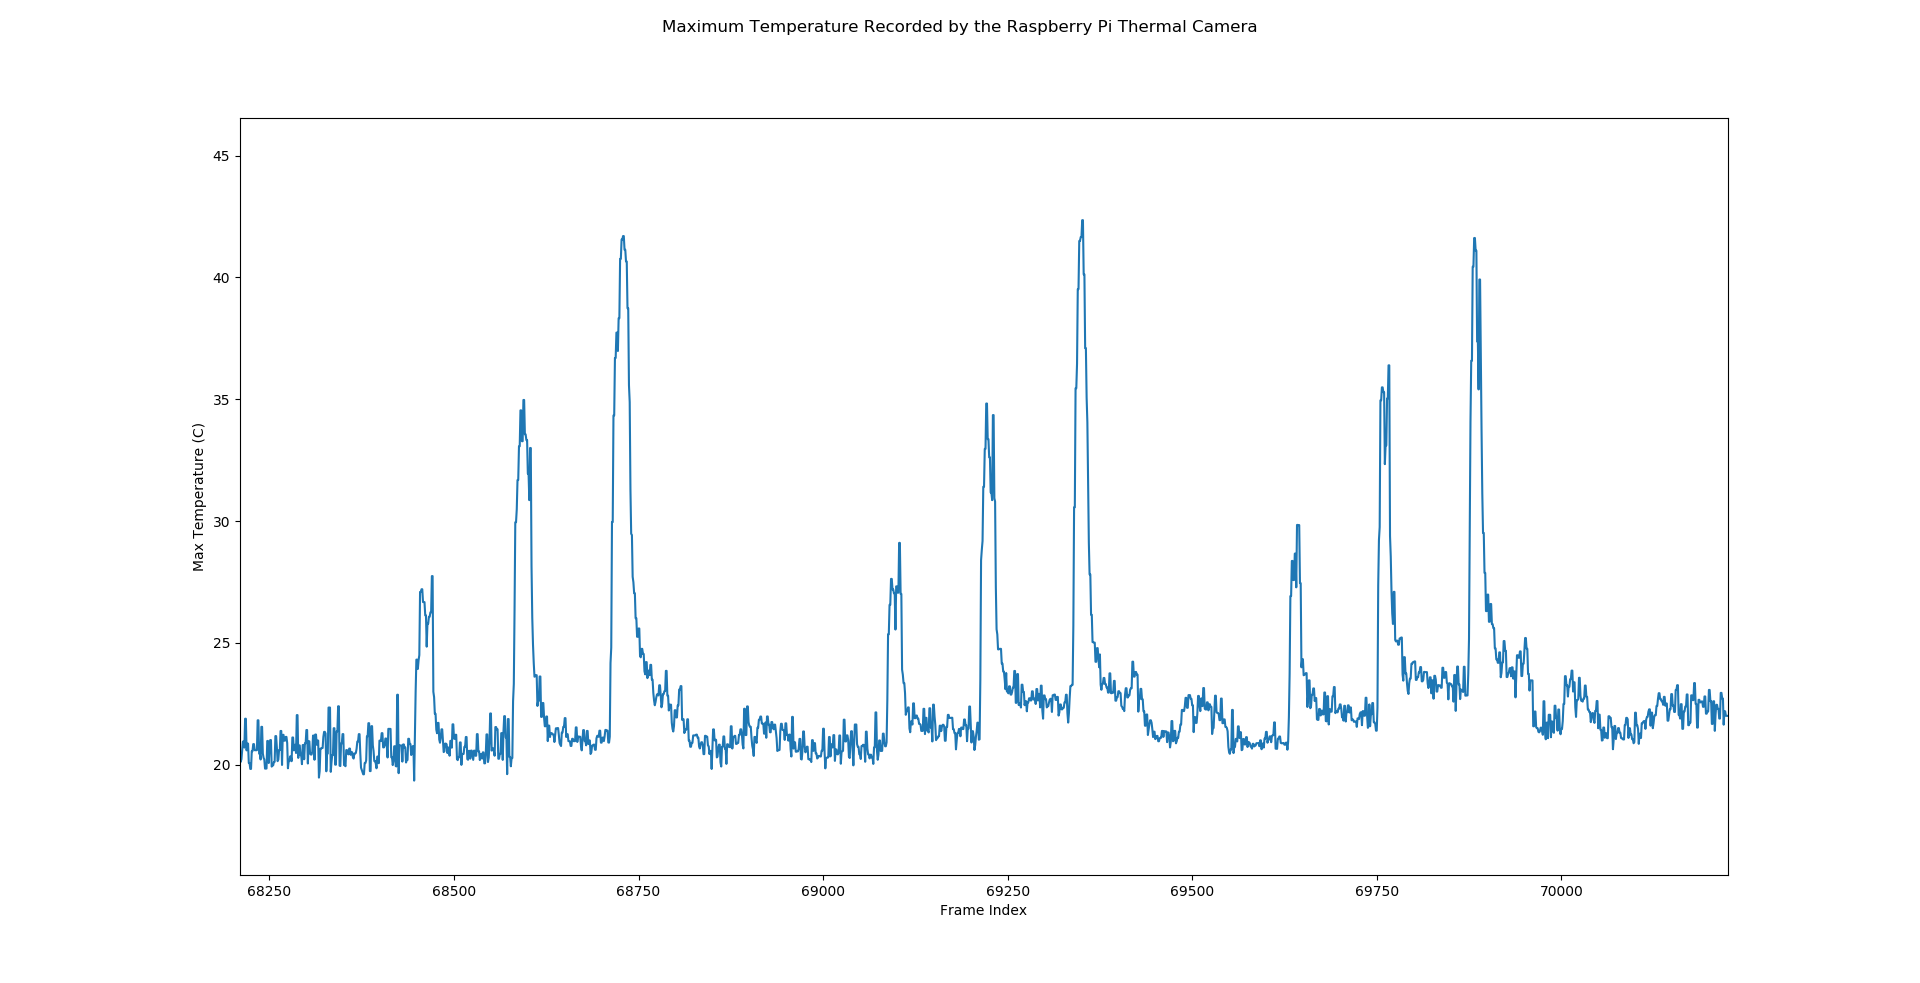 Maximum Temperature Recorded by the Raspberry Pi Thermal Camera
45
40
35
30
25
20
Max Temperature (C)
68250 68500 68750 69000 69250 69500 69750 70000
Frame Index